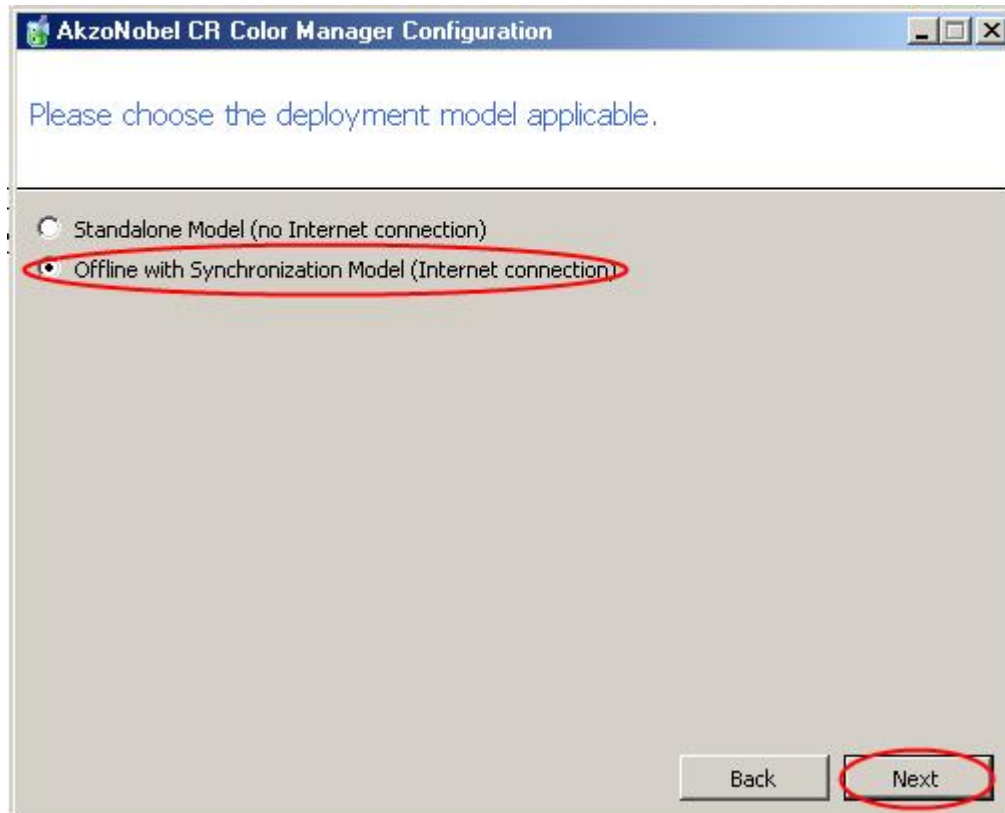 AkzoNobel CR Color Manager Configuration
Please choose the deployment model applicable.
Standalone Model (no Internet connection)
Offline with Synchronization Model (Internet connection)
Back Next